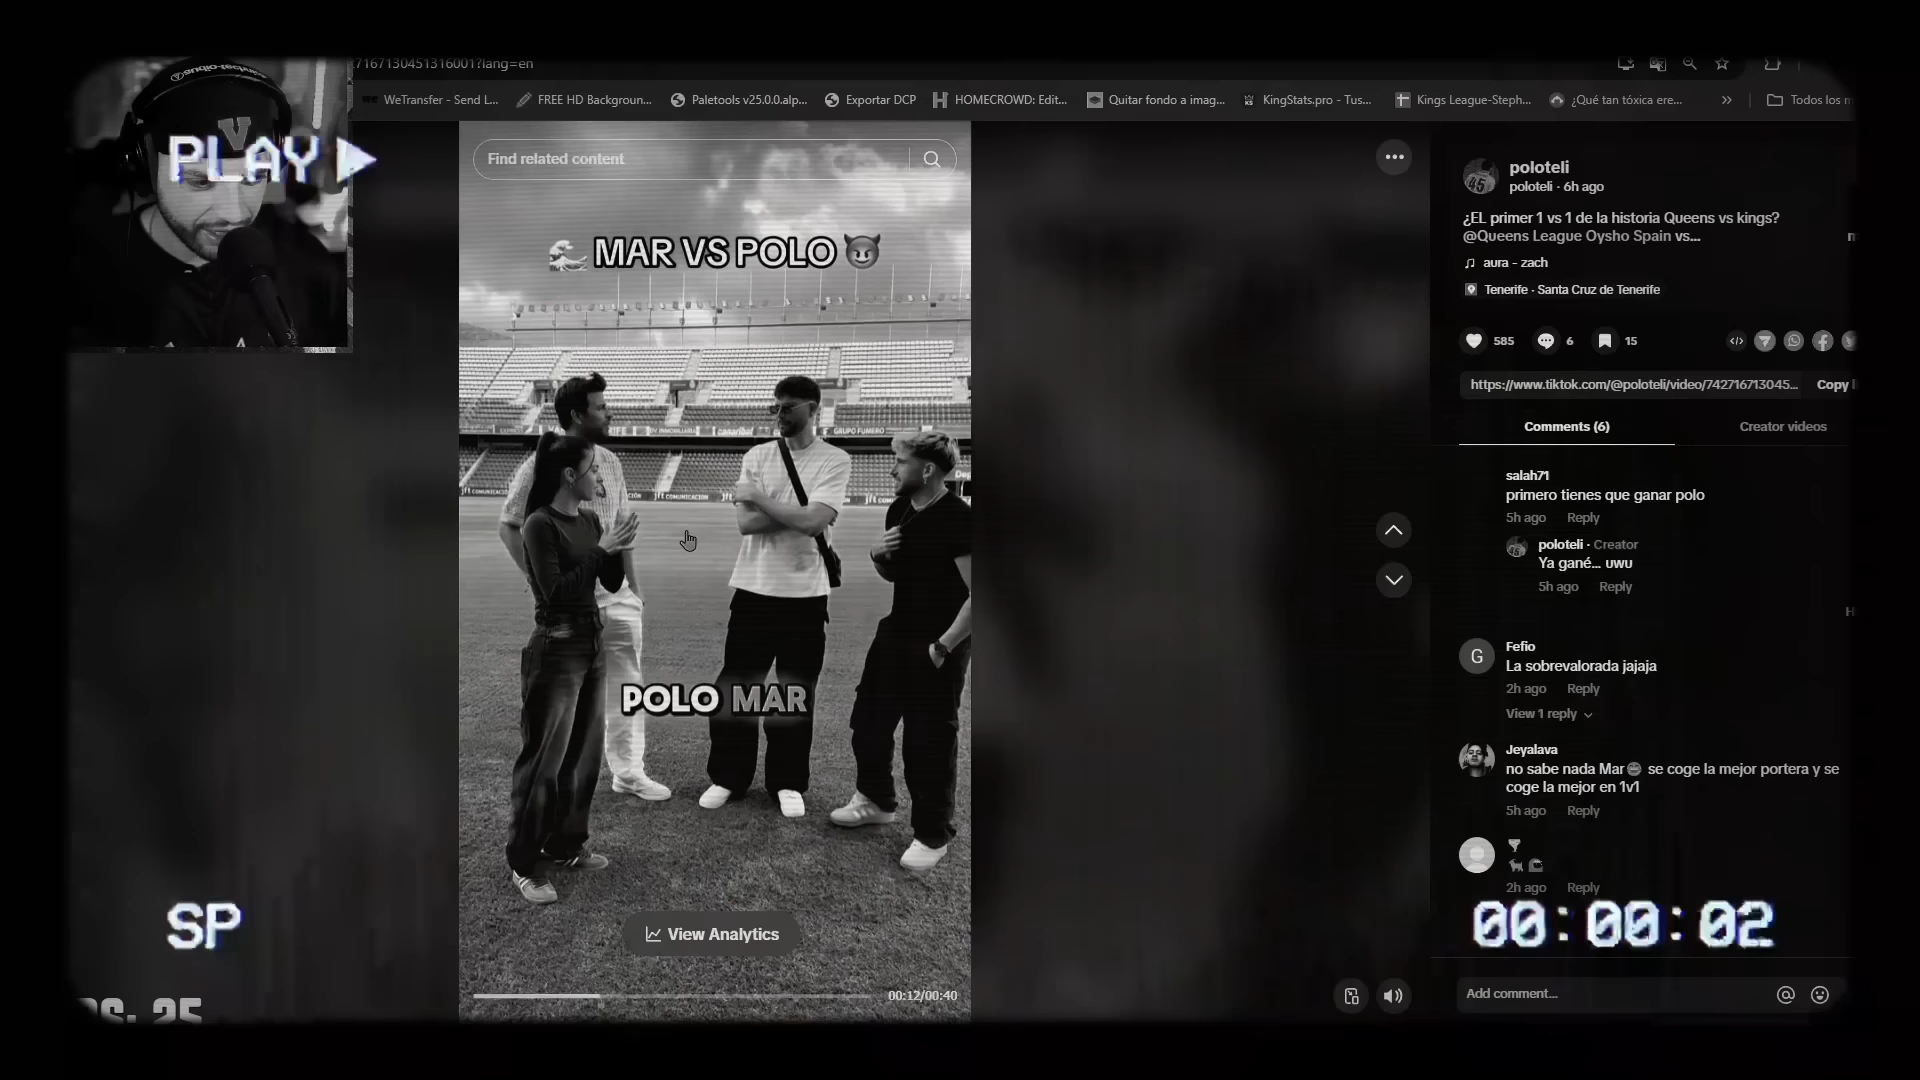 ?1671304513160​01?lang=en
WeTransfer - Send L...
FREE HD Backgroun...
Paletools v25.0.0.alp...
Exportar DCP
HOMECROWD: Edit...
Quitar fondo a imag...
KingStats.pro - Tus...
Kings League-Steph...
¿Qué tan tóxica ere...
Todos los m
PLAY
Find related content
MAR VS POLO
POLO MAR
View Analytics
00:12/00:40
SP
poloteli
poloteli · 6h ago
¿EL primer 1 vs 1 de la historia Queens vs kings?
@Queens League Oysho Spain vs...
aura - zach
Tenerife · Santa Cruz de Tenerife
585
6
15
https://www.tiktok.com/@poloteli/video/742716713045...
Copy
Comments (6)
Creator videos
salah71
primero tienes que ganar polo
5h ago Reply
poloteli · Creator
Ya gané... uwu
5h ago Reply
G
Fefio
La sobrevalorada jajaja
2h ago Reply
View 1 reply
Jeyalava
no sabe nada Mar se coge la mejor portera y se
coge la mejor en 1v1
5h ago Reply
2h ago Reply
00:00:02
Add comment...